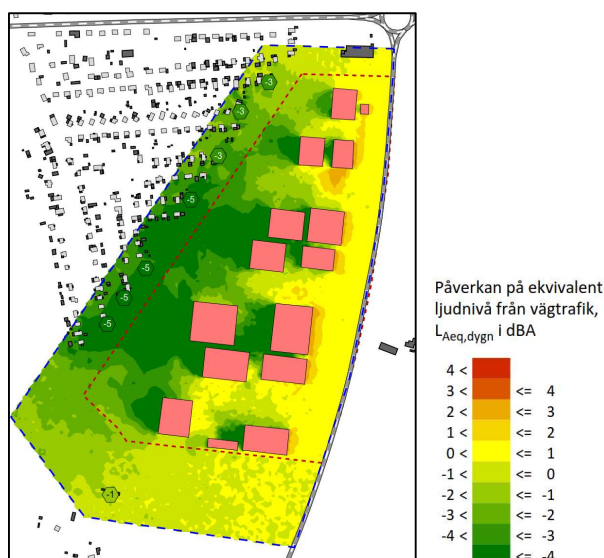 -3
-3
-3
-5
-5
-5
-5
-1
Påverkan på ekvivalent
ljudnivå från vägtrafik,
LAeq,dygn i dBA
4 <
3 < <= 4
2 < <= 3
1 < <= 2
0 < <= 1
-1 < <= 0
-2 < <= -1
-3 < <= -2
-4 < <= -3
<= -4